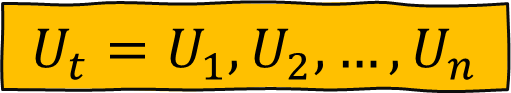 U_t = U_1, U_2, ..., U_n